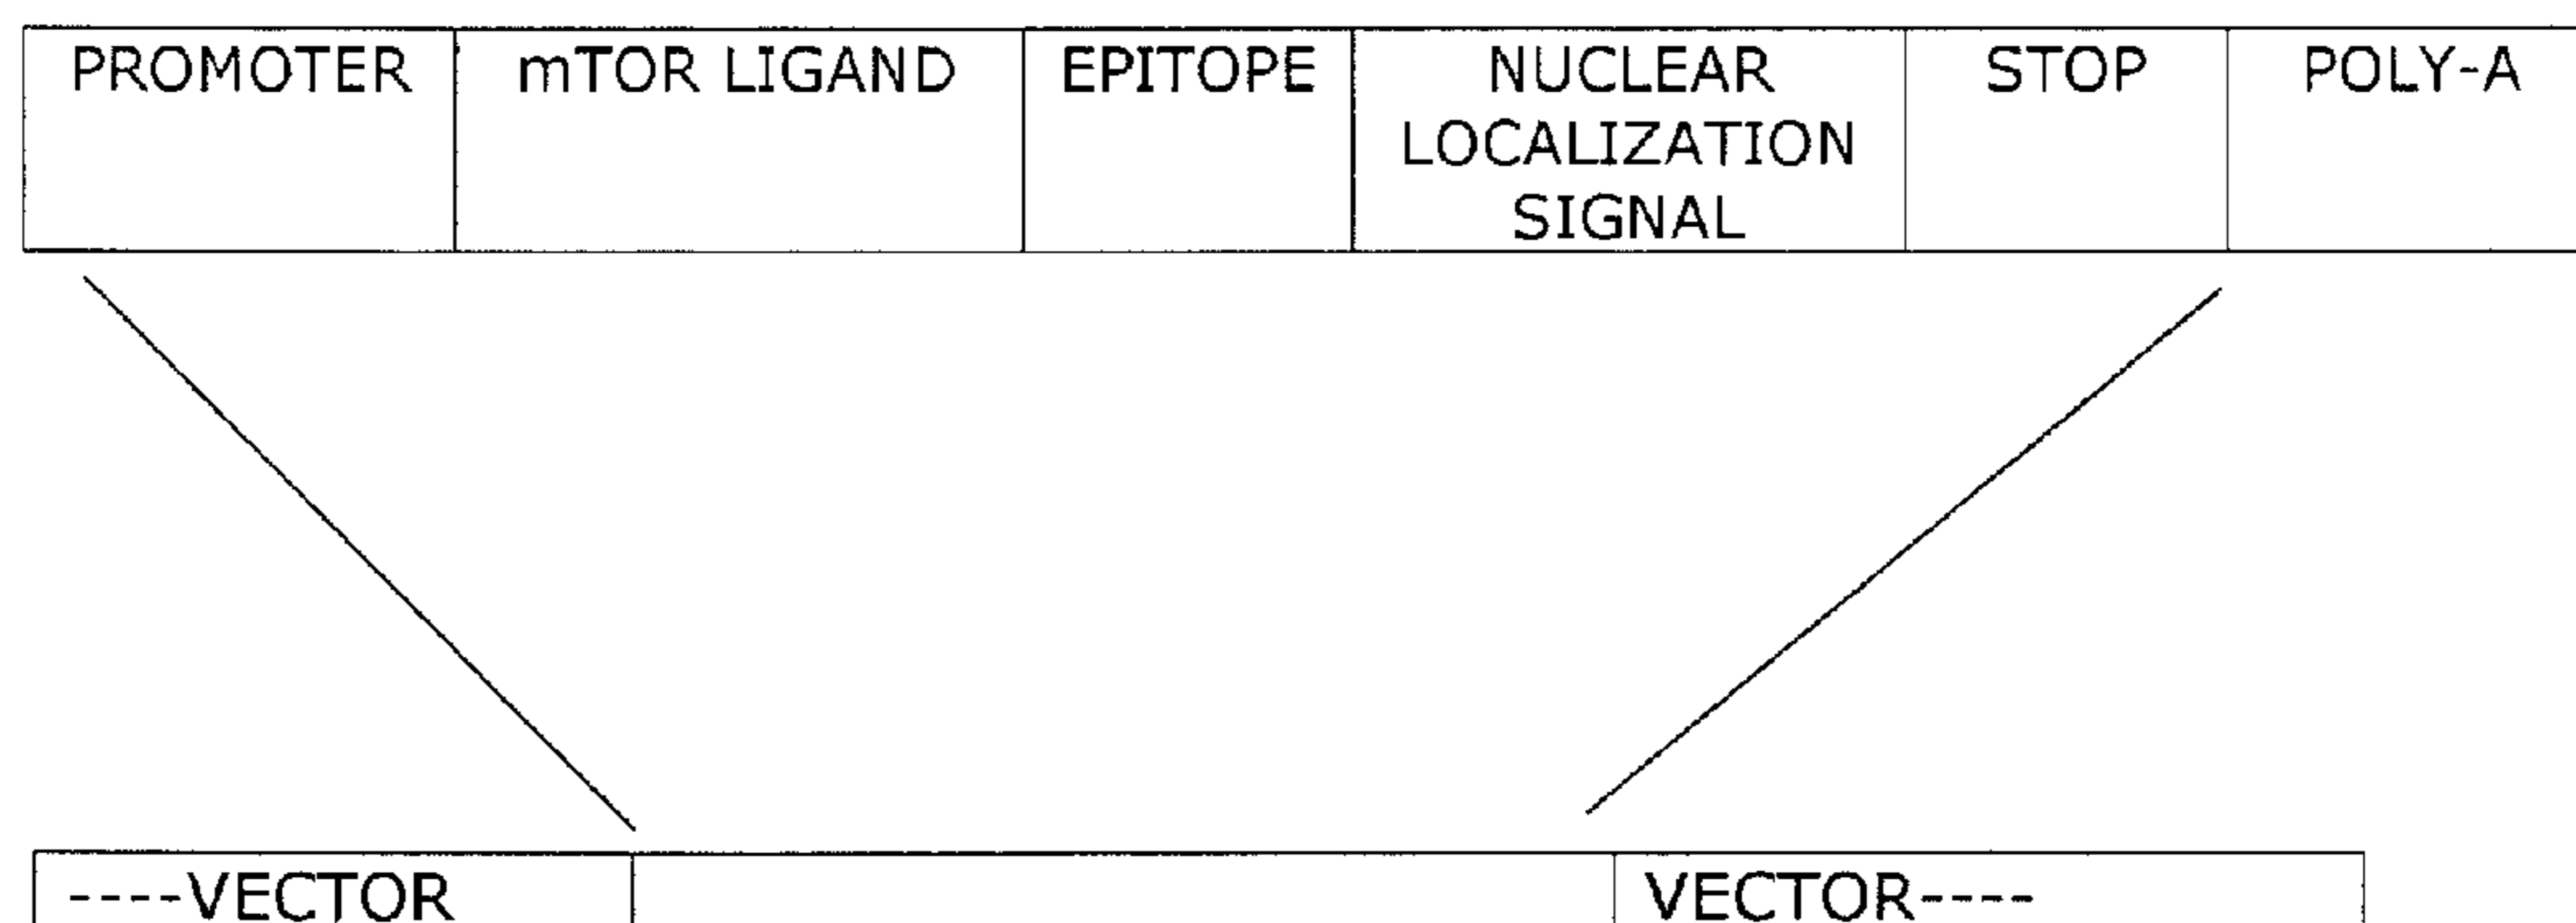 PROMOTER mTOR LIGAND EPITOPE NUCLEAR LOCALIZATION SIGNAL STOP POLY-A
----VECTOR VECTOR----